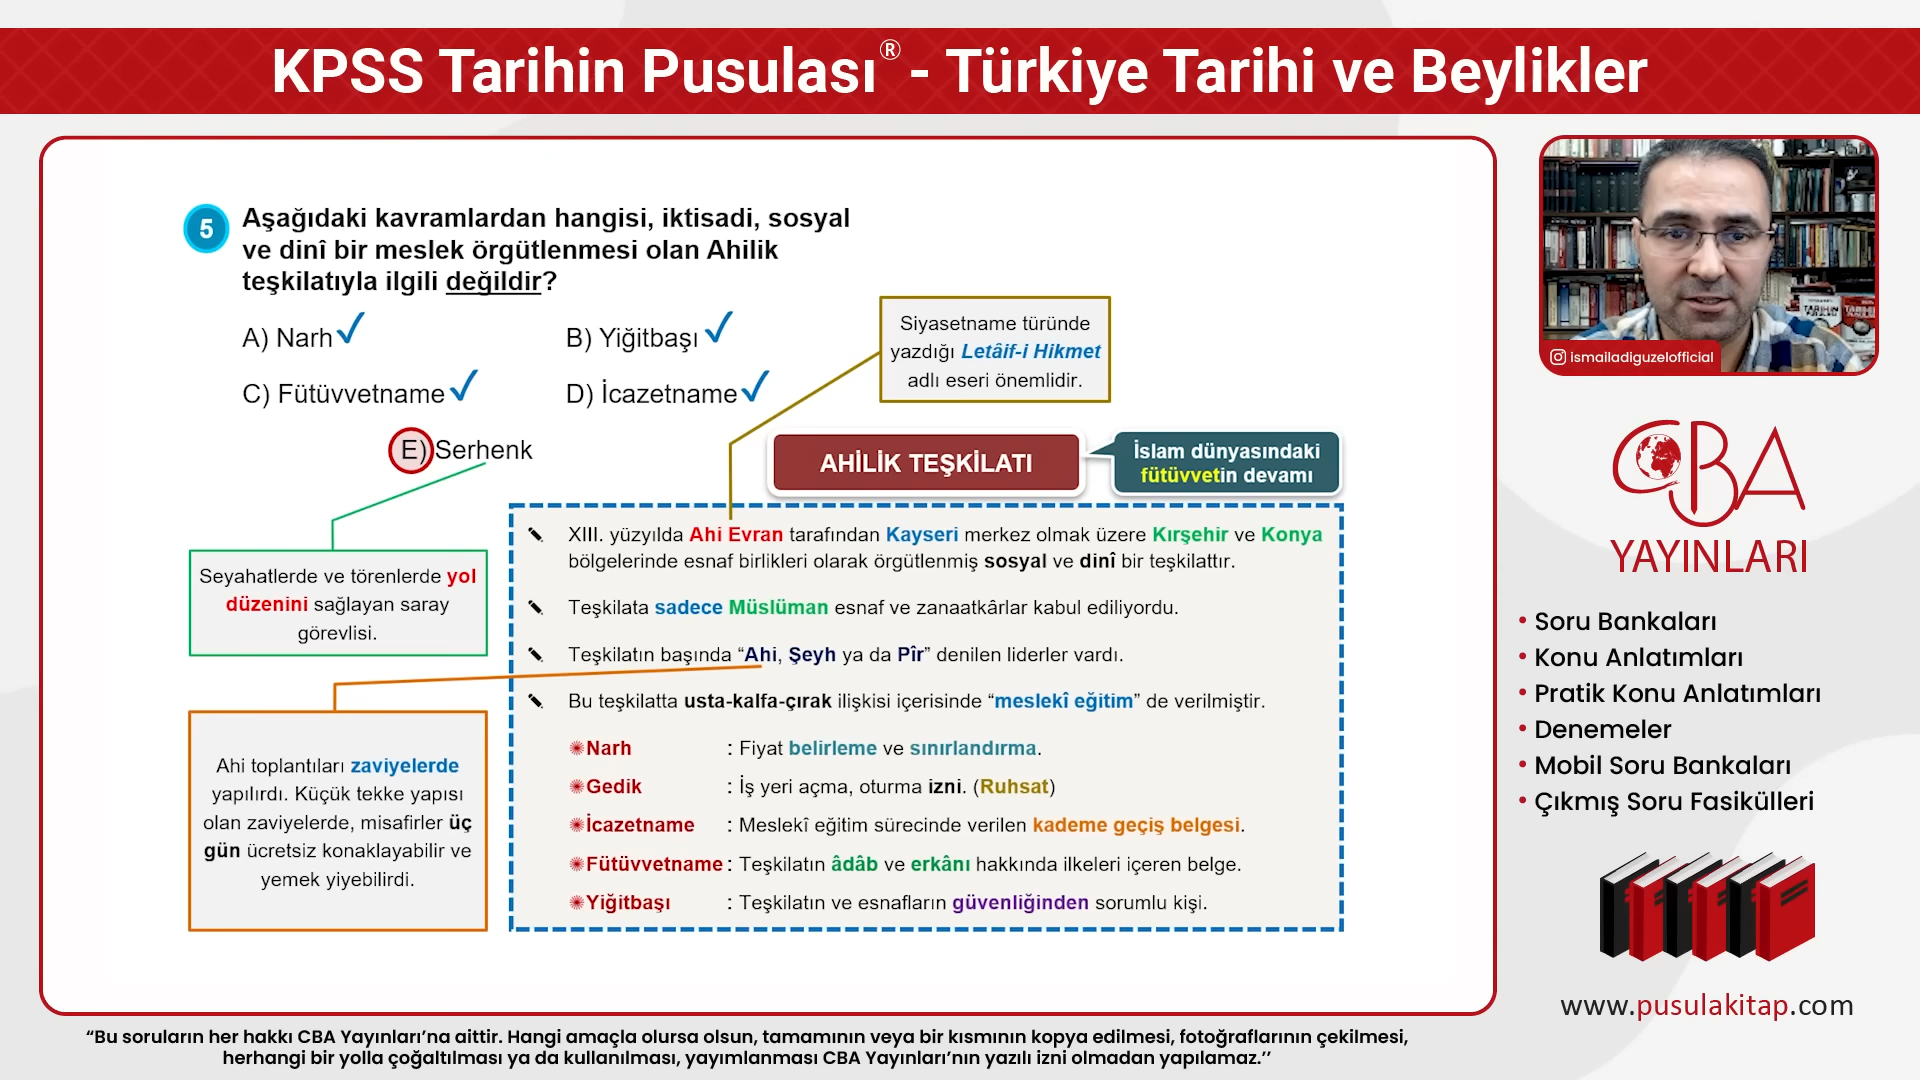 KPSS Tarihin Pusulası® - Türkiye Tarihi ve Beylikler
5
Aşağıdaki kavramlardan hangisi, iktisadi, sosyal
ve dinî bir meslek örgütlenmesi olan Ahilik
teşkilatıyla ilgili değildir?
A) Narh
B) Yiğitbaşı
C) Fütüvvetname
D) İcazetname
E) Serhenk
Siyasetname türünde
yazdığı Letâif-i Hikmet
adlı eseri önemlidir.
AHİLİK TEŞKİLATI
İslam dünyasındaki
fütüvvetin devamı
Seyahatlerde ve törenlerde yol
düzenini sağlayan saray
görevlisi.
XIII. yüzyılda Ahi Evran tarafından Kayseri merkez olmak üzere Kırşehir ve Konya
bölgelerinde esnaf birlikleri olarak örgütlenmiş sosyal ve dinî bir teşkilattır.
Teşkilata sadece Müslüman esnaf ve zanaatkârlar kabul ediliyordu.
Teşkilatın başında “Ahi, Şeyh ya da Pîr” denilen liderler vardı.
Bu teşkilatta usta-kalfa-çırak ilişkisi içerisinde “meslekî eğitim” de verilmiştir.
Narh : Fiyat belirleme ve sınırlandırma.
Gedik : İş yeri açma, oturma izni. (Ruhsat)
İcazetname : Meslekî eğitim sürecinde verilen kademe geçiş belgesi.
Fütüvvetname : Teşkilatın âdâb ve erkânı hakkında ilkeleri içeren belge.
Yiğitbaşı : Teşkilatın ve esnafların güvenliğinden sorumlu kişi.
Ahi toplantıları zaviyelerde
yapılırdı. Küçük tekke yapısı
olan zaviyelerde, misafirler üç
gün ücretsiz konaklayabilir ve
yemek yiyebilirdi.
ismailadiguzelofficial
CBA
YAYINLARI
• Soru Bankaları
• Konu Anlatımları
• Pratik Konu Anlatımları
• Denemeler
• Mobil Soru Bankaları
• Çıkmış Soru Fasikülleri
www.pusulakitap.com
“Bu soruların her hakkı CBA Yayınları’na aittir. Hangi amaçla olursa olsun, tamamının veya bir kısmının kopya edilmesi, fotoğraflarının çekilmesi,
herhangi bir yolla çoğaltılması ya da kullanılması, yayımlanması CBA Yayınları’nın yazılı izni olmadan yapılamaz.’’